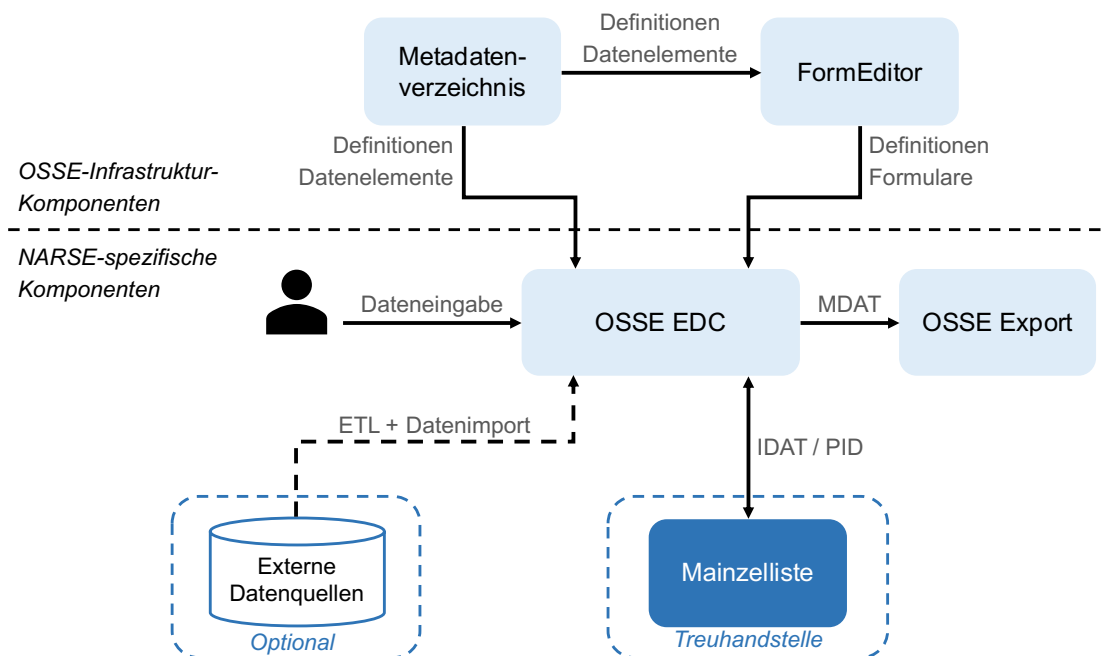 Definitionen
Datenelemente
Metadaten-
verzeichnis
FormEditor
Definitionen
Datenelemente
Definitionen
Formulare
OSSE-Infrastruktur-
Komponenten
NARSE-spezifische
Komponenten
Dateneingabe
OSSE EDC
MDAT
OSSE Export
ETL + Datenimport
IDAT / PID
Externe
Datenquellen
Optional
Mainzelliste
Treuhandstelle